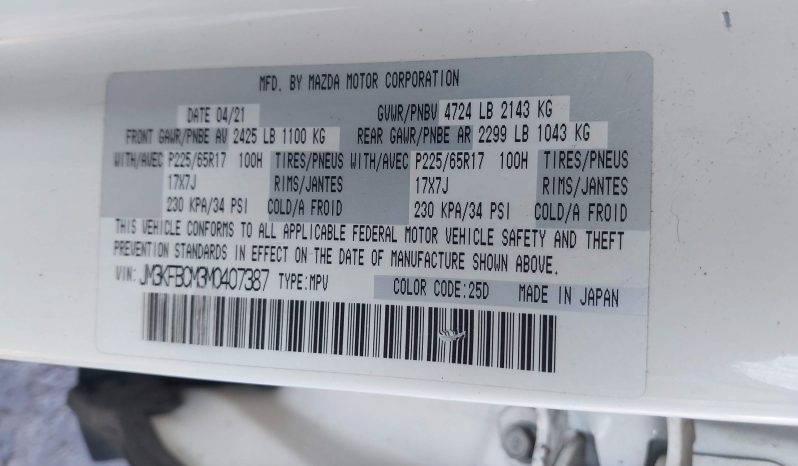 MFD. BY MAZDA MOTOR CORPORATION
DATE 04/21 GVWR/PNBV 4724 LB 2143 KG
FRONT GAWR/PNBE AV 2425 LB 1100 KG REAR GAWR/PNBE AR 2299 LB 1043 KG
WITH/AVEC P225/65R17 100H TIRES/PNEUS WITH/AVEC P225/65R17 100H TIRES/PNEUS
17X7J RIMS/JANTES 17X7J RIMS/JANTES
230 KPA/34 PSI COLD/A FROID 230 KPA/34 PSI COLD/A FROID
THIS VEHICLE CONFORMS TO ALL APPLICABLE FEDERAL MOTOR VEHICLE SAFETY AND THEFT
PREVENTION STANDARDS IN EFFECT ON THE DATE OF MANUFACTURE SHOWN ABOVE.
VIN: JM3KFBCM3M0407387 TYPE:MPV COLOR CODE:25D MADE IN JAPAN